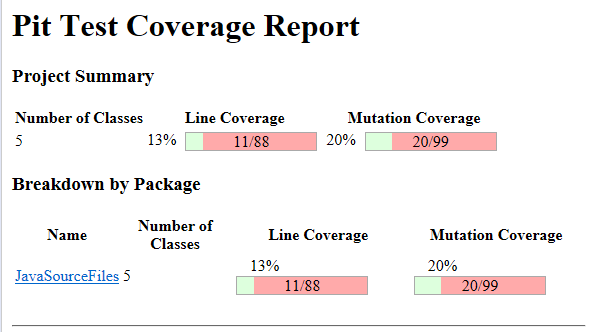 Pit Test Coverage Report
Project Summary
Number of Classes Line Coverage Mutation Coverage
5 13% 11/88 20% 20/99
Breakdown by Package
Name Number of Classes Line Coverage Mutation Coverage
13% 20%
JavaSourceFiles 5 11/88 20/99